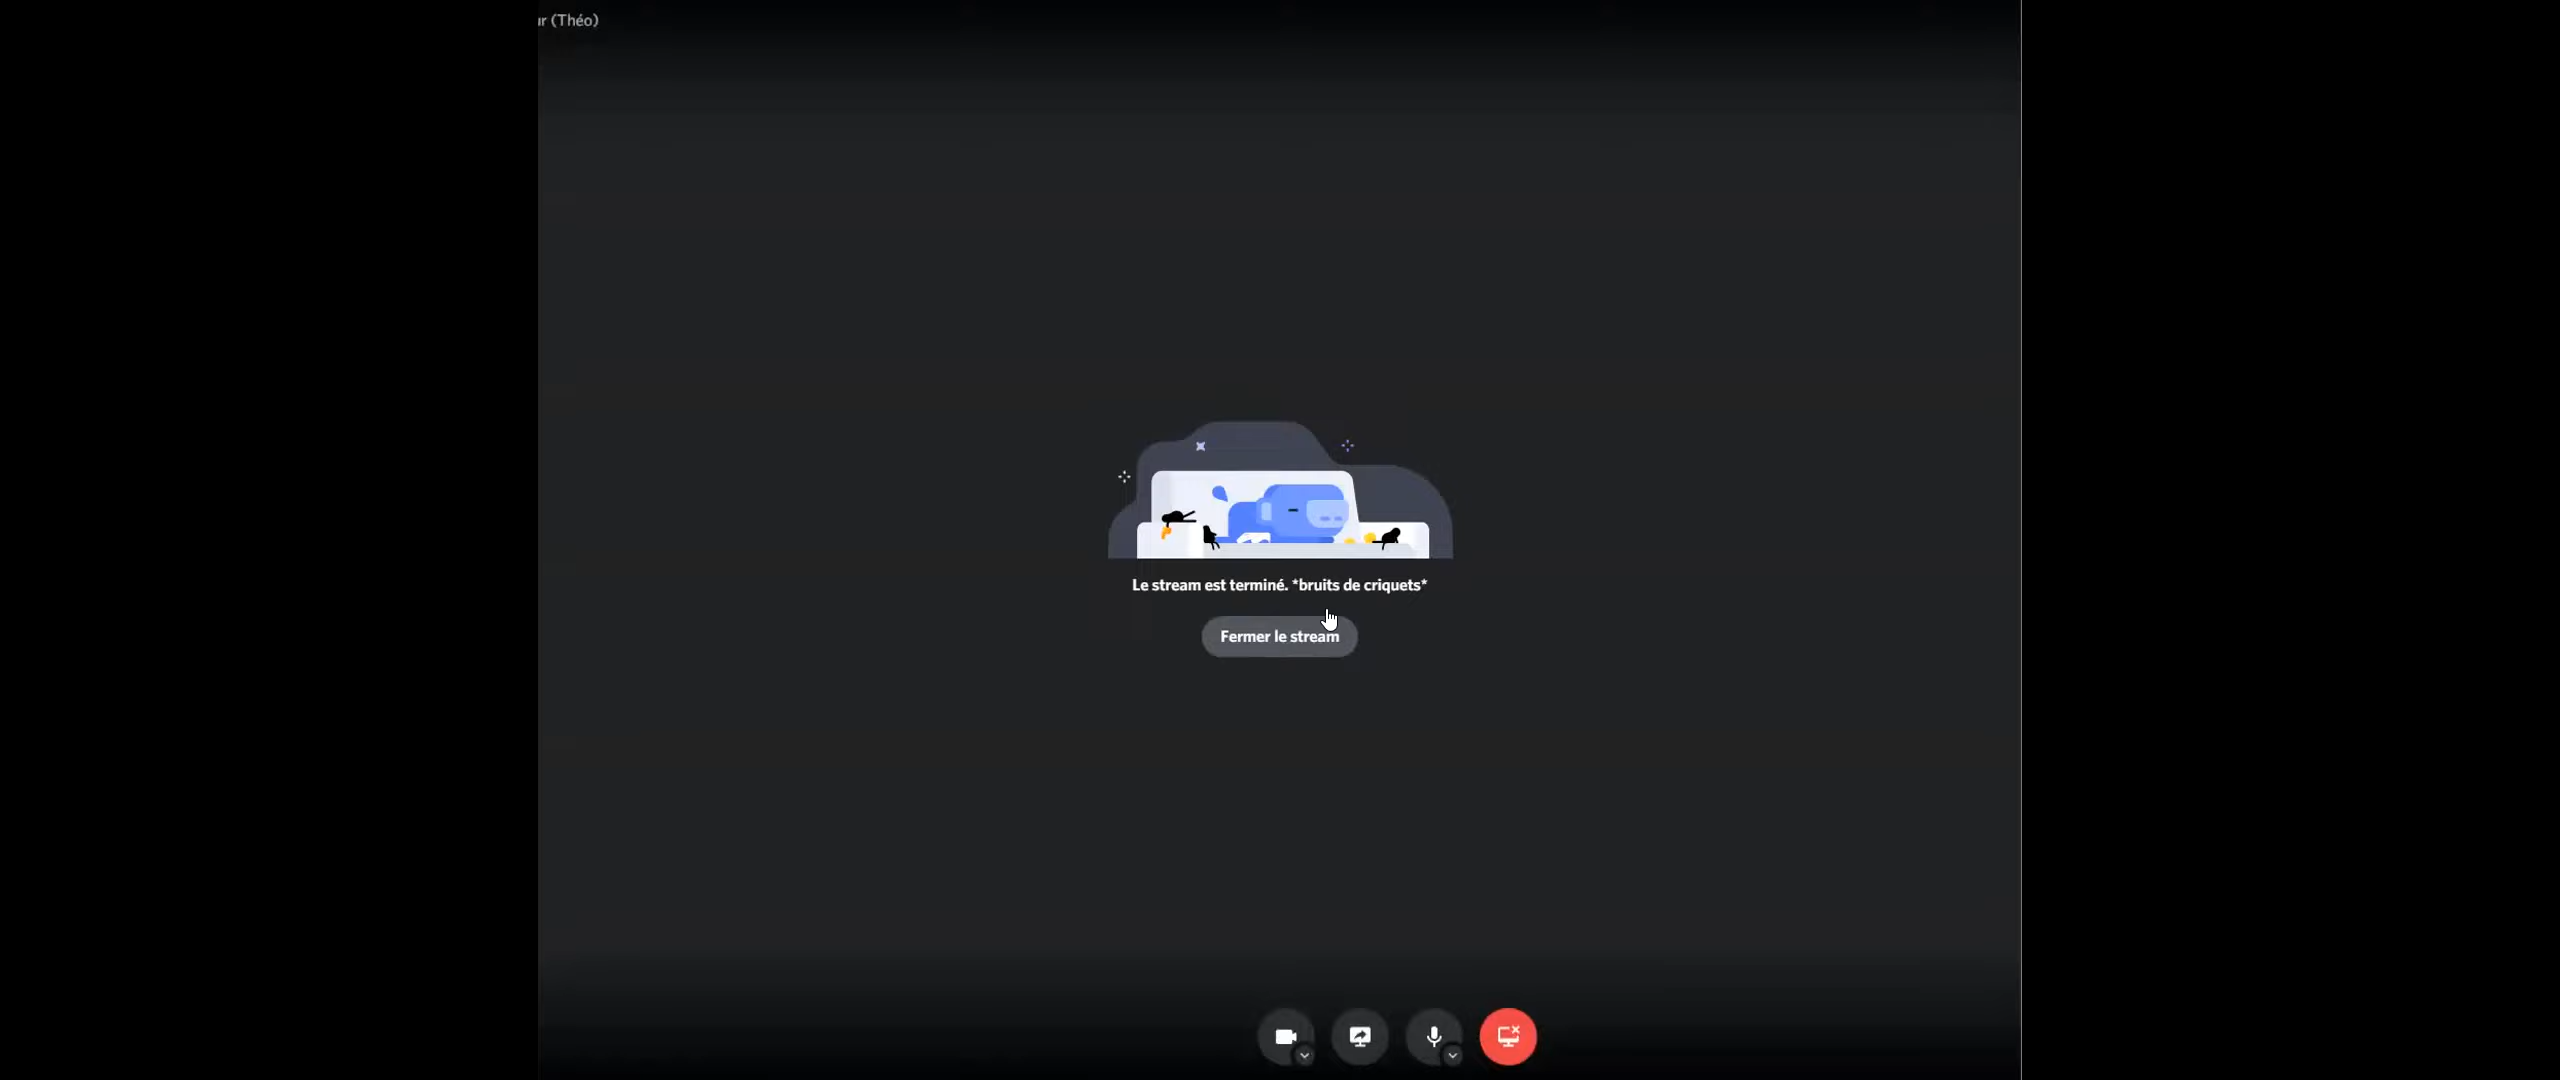 (Théo)
Le stream est terminé. *bruits de criquets*
Fermer le stream